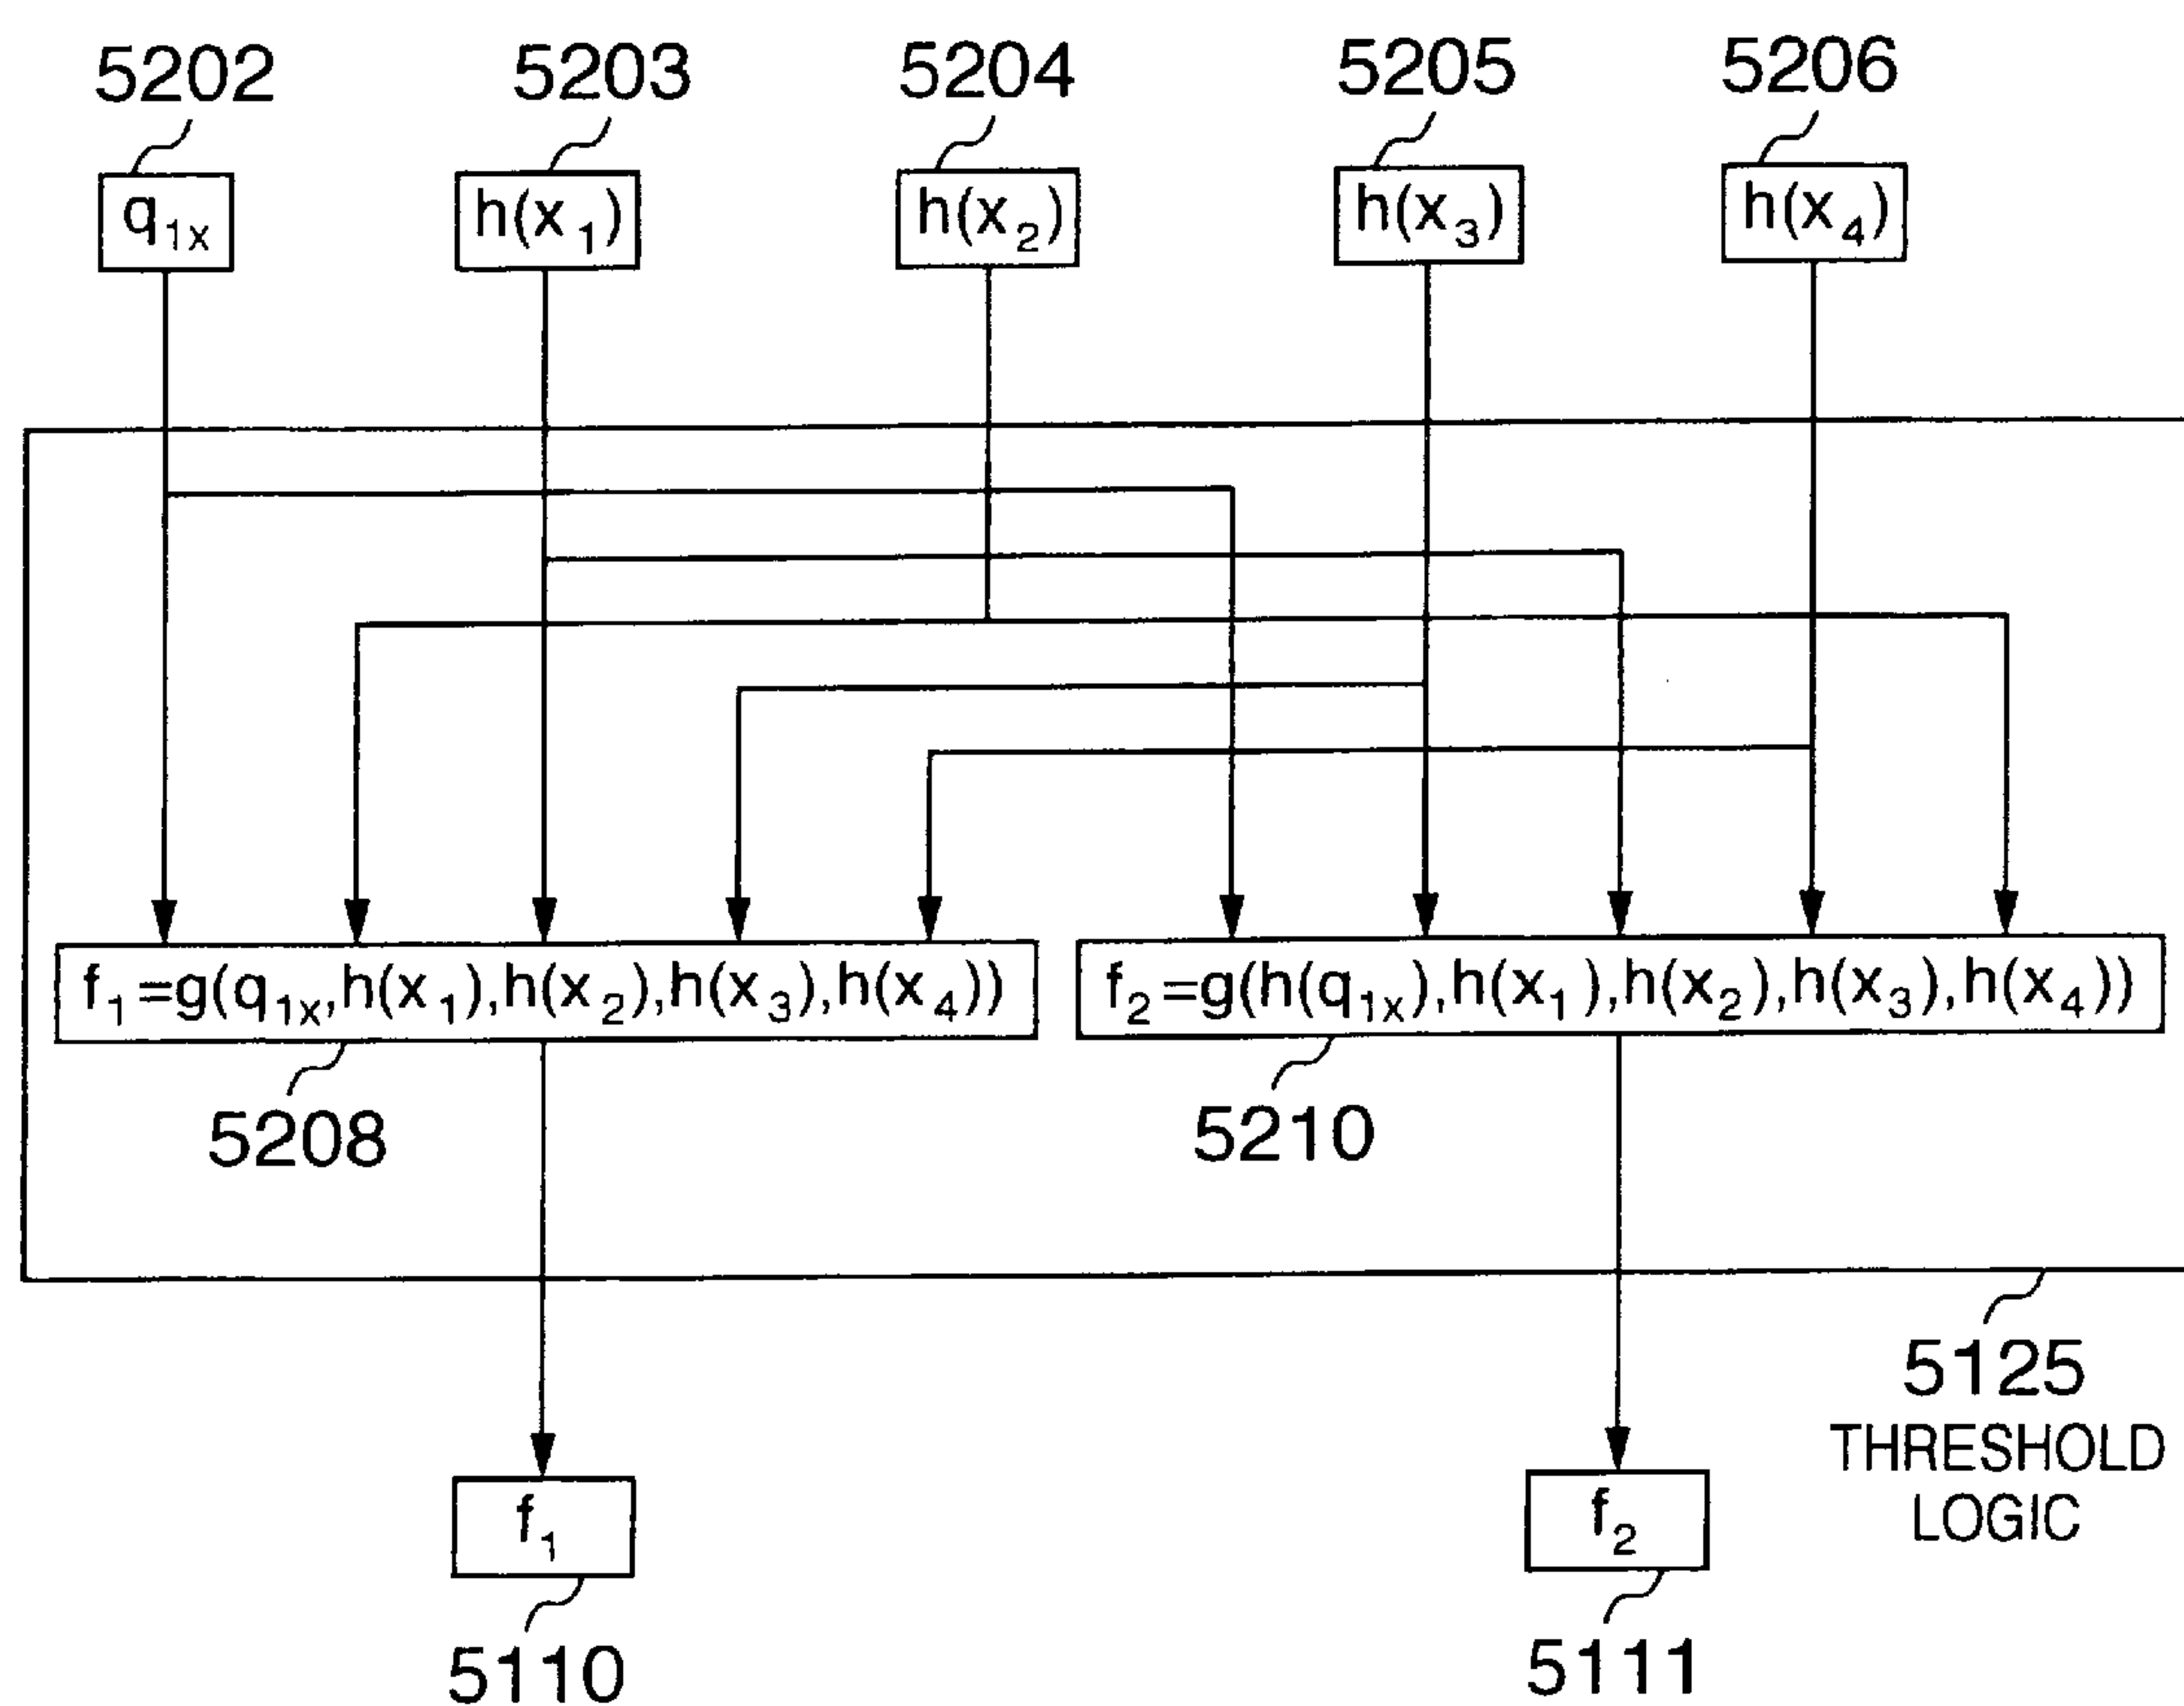 5202 5203 5204 5205 5206
q₁ₓ h(x₁) h(x₂) h(x₃) h(x₄)
f₁=g(q₁ₓ,h(x₁),h(x₂),h(x₃),h(x₄)) f₂=g(h(q₁ₓ),h(x₁),h(x₂),h(x₃),h(x₄))
5208 5210
5125
THRESHOLD
LOGIC
f₁ f₂
5110 5111